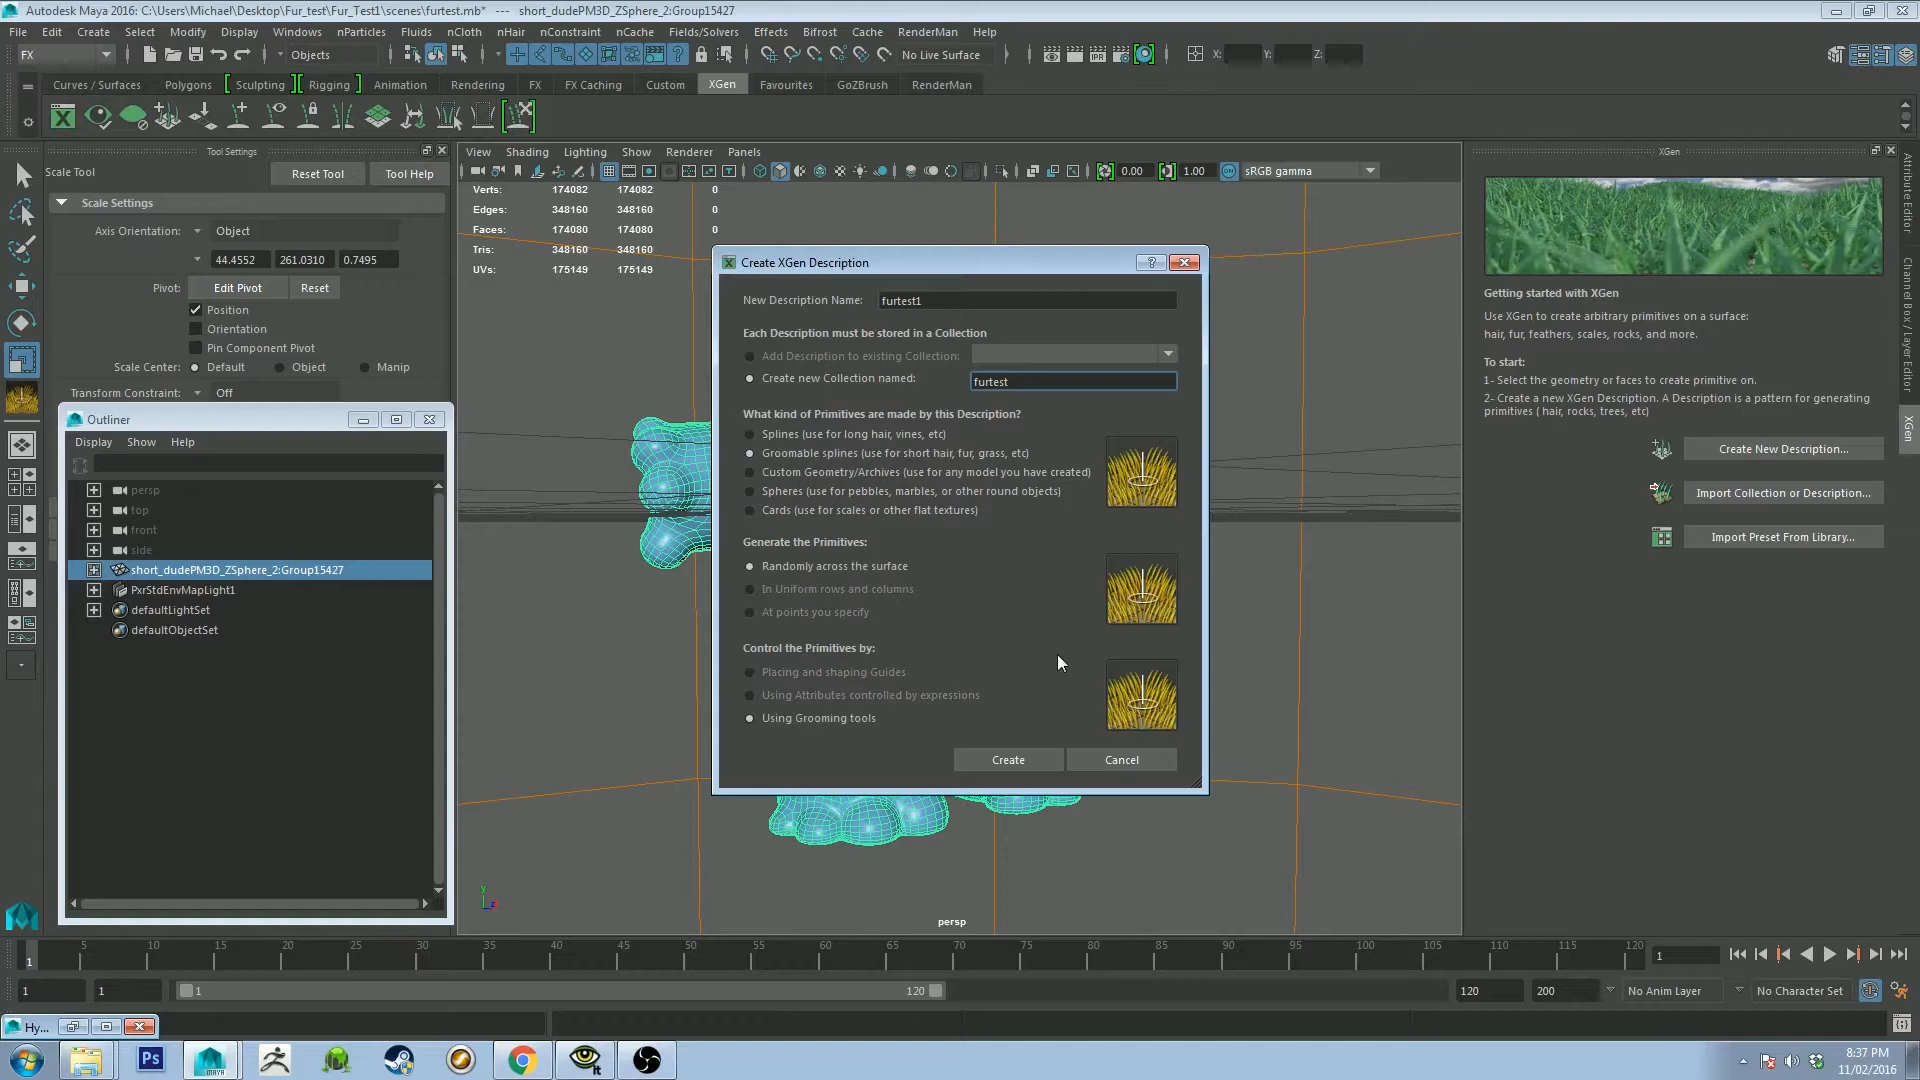 Autodesk Maya 2016: C:\Users\Michael\Desktop\Fur_test\Fur_Test1\scenes\furtest.mb* --- short_dudePM3D_ZSphere_2:Group15427
File Edit Create Select Modify Display Windows nParticles Fluids nCloth nHair nConstraint nCache Fields/Solvers Effects Bifrost Cache RenderMan Help
FX Objects No Live Surface X: Y: Z:
Curves / Surfaces Polygons Sculpting Rigging Animation Rendering FX FX Caching Custom XGen Favourites GoZBrush RenderMan
Tool Settings
Scale Tool Reset Tool Tool Help
Scale Settings
Axis Orientation: Object
44.4552 261.0310 0.7495
Pivot: Edit Pivot Reset
Position
Orientation
Pin Component Pivot
Scale Center: Default Object Manip
Transform Constraint: Off
Outliner
Display Show Help
persp
top
front
side
short_dudePM3D_ZSphere_2:Group15427
PxrStdEnvMapLight1
defaultLightSet
defaultObjectSet
View Shading Lighting Show Renderer Panels
0.00 1.00 sRGB gamma
Verts: 174082 174082 0
Edges: 348160 348160 0
Faces: 174080 174080 0
Tris: 348160 348160 0
UVs: 175149 175149 0
persp
Create XGen Description
New Description Name: furtest1
Each Description must be stored in a Collection
Add Description to existing Collection:
Create new Collection named: furtest
What kind of Primitives are made by this Description?
Splines (use for long hair, vines, etc)
Groomable splines (use for short hair, fur, grass, etc)
Custom Geometry/Archives (use for any model you have created)
Spheres (use for pebbles, marbles, or other round objects)
Cards (use for scales or other flat textures)
Generate the Primitives:
Randomly across the surface
In Uniform rows and columns
At points you specify
Control the Primitives by:
Placing and shaping Guides
Using Attributes controlled by expressions
Using Grooming tools
Create Cancel
XGen
Getting started with XGen
Use XGen to create arbitrary primitives on a surface:
hair, fur, feathers, scales, rocks, and more.
To start:
1- Select the geometry or faces to create primitive on.
2- Create a new XGen Description. A Description is a pattern for generating
primitives ( hair, rocks, trees, etc)
Create New Description...
Import Collection or Description...
Import Preset From Library...
Attribute Editor
Channel Box / Layer Editor
XGen
5 10 15 20 25 30 35 40 45 50 55 60 65 70 75 80 85 90 95 100 105 110 115 120
1 1
1 1 1 120 120 200 No Anim Layer No Character Set
Hy...
Ps
MAYA
it
8:37 PM
11/02/2016